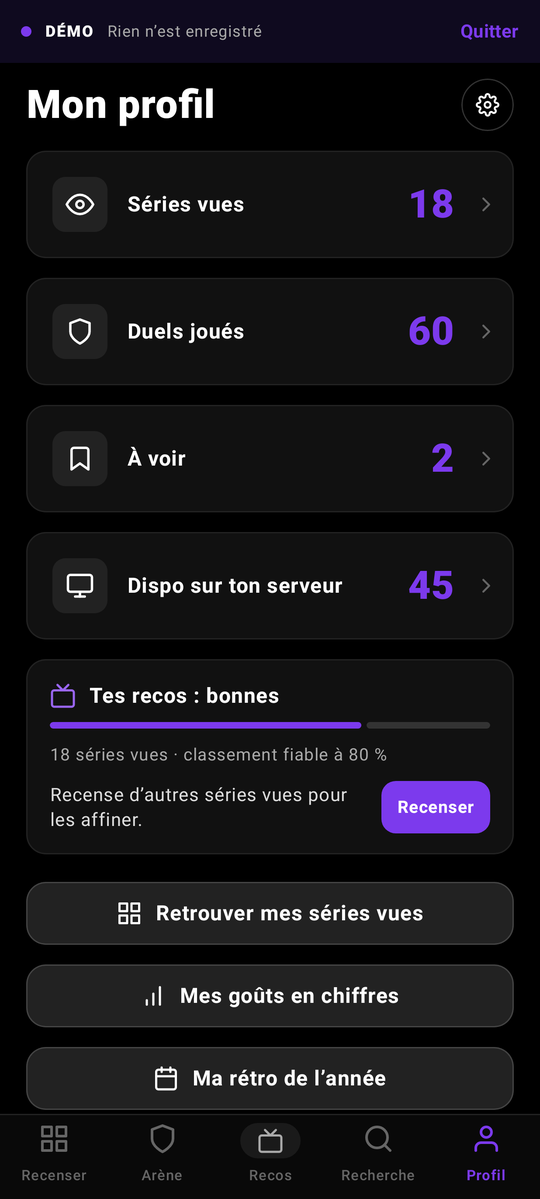 DÉMO Rien n’est enregistré Quitter
Mon profil
Séries vues 18
Duels joués 60
À voir 2
Dispo sur ton serveur 45
Tes recos : bonnes
18 séries vues · classement fiable à 80 %
Recense d’autres séries vues pour
les affiner.
Recenser
Retrouver mes séries vues
Mes goûts en chiffres
Ma rétro de l’année
Recenser Arène Recos Recherche Profil